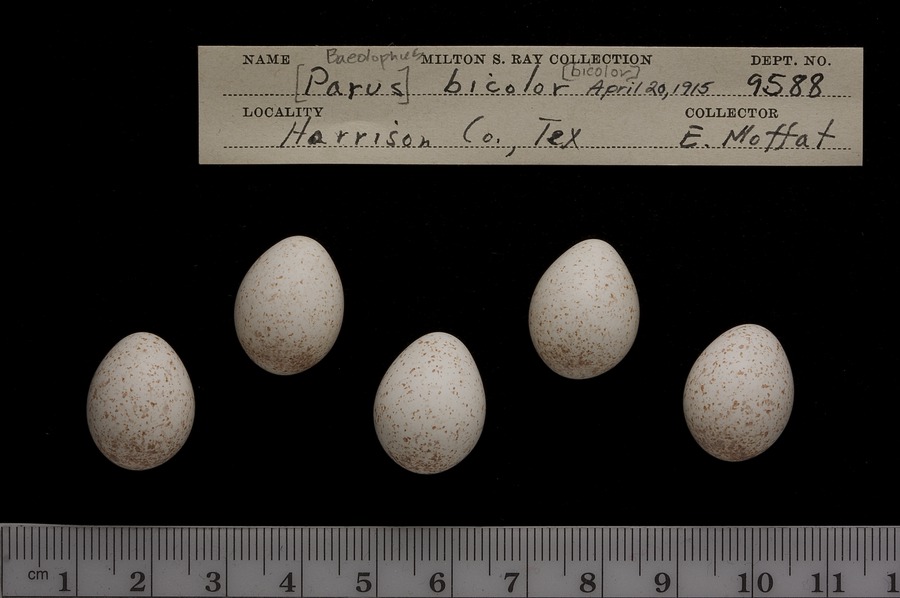 Baeolophus
NAME MILTON S. RAY COLLECTION DEPT. NO.
[Parus] bicolor [bicolor] April 20, 1915 9588
LOCALITY COLLECTOR
Harrison Co., Tex E. Moffat
cm 1 2 3 4 5 6 7 8 9 10 11 1